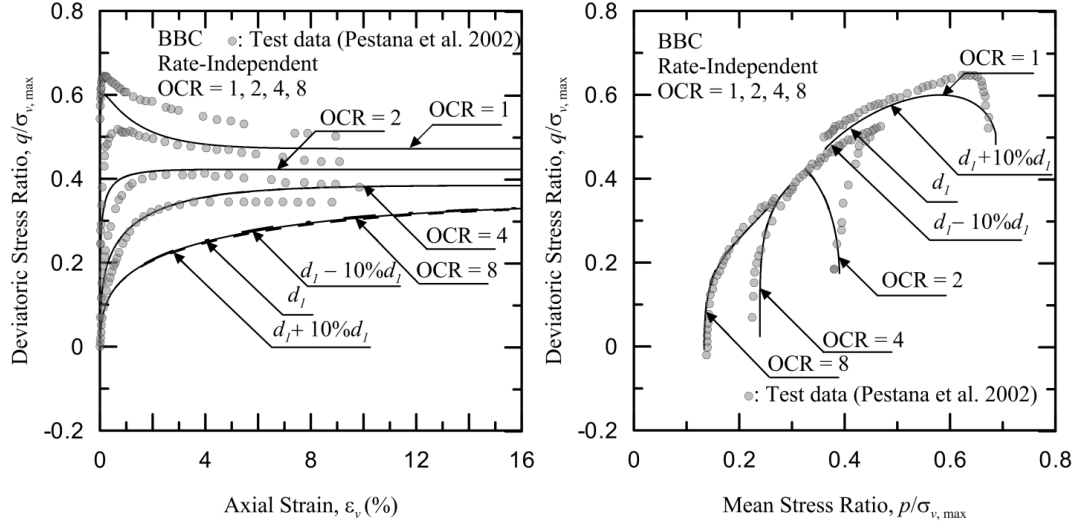 0.8
0.6
0.4
0.2
0
-0.2
Deviatoric Stress Ratio, q/σv, max
BBC : Test data (Pestana et al. 2002)
Rate-Independent
OCR = 1, 2, 4, 8
OCR = 2
OCR = 1
OCR = 4
OCR = 8
d1 − 10%d1
d1
d1+ 10%d1
0 4 8 12 16
Axial Strain, εv (%)
0.8
0.6
0.4
0.2
0
-0.2
Deviatoric Stress Ratio, q/σv, max
BBC
Rate-Independent
OCR = 1, 2, 4, 8
OCR = 1
d1+10%d1
d1
d1− 10%d1
OCR = 2
OCR = 4
OCR = 8
: Test data (Pestana et al. 2002)
0 0.2 0.4 0.6 0.8
Mean Stress Ratio, p/σv, max